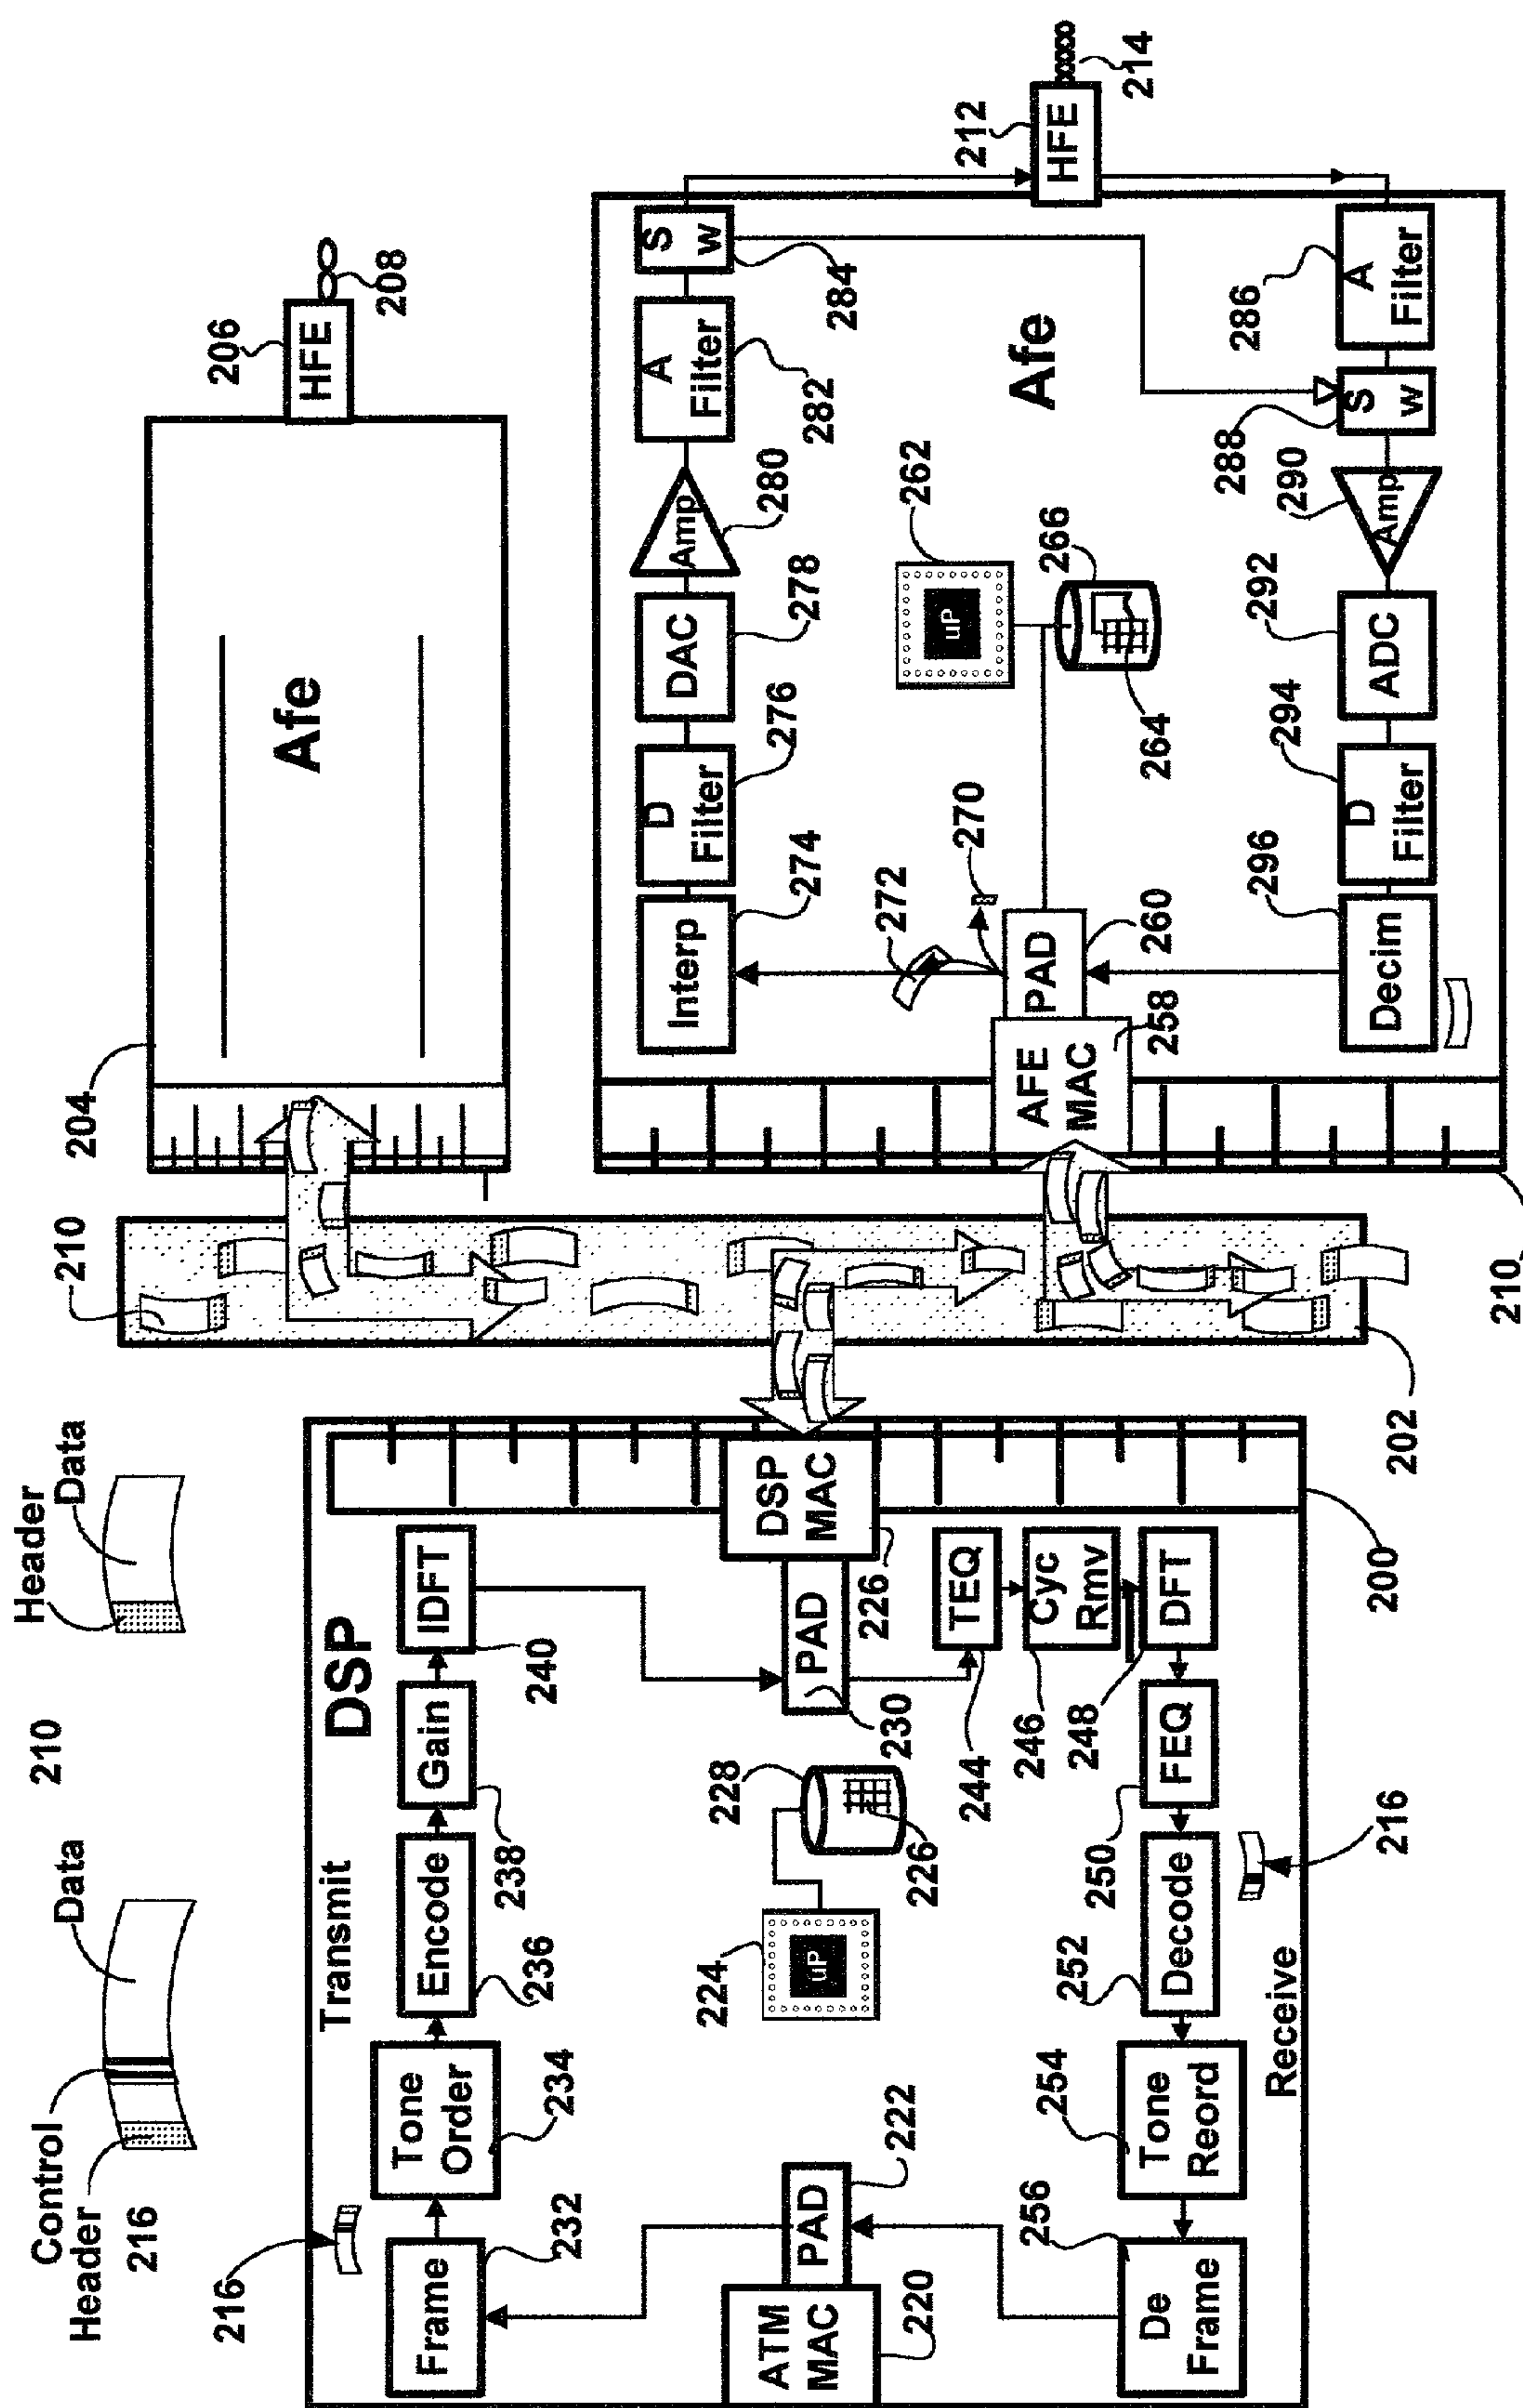 Control
Header
Data
216
210
Header
Data
216
Transmit
DSP
Frame
232
Tone
Order
234
Encode
236
Gain
238
IDFT
240
ATM
MAC
220
PAD
222
uP
224
228
226
PAD
230
DSP
MAC
226
TEQ
244
Cyc
Rmv
246
DFT
248
FEQ
250
Decode
252
Tone
Reord
254
De
Frame
256
216
Receive
200
210
202
204
Afe
HFE
206
208
210
AFE
MAC
258
PAD
260
272
270
Interp
274
D
Filter
276
DAC
278
Amp
280
A
Filter
282
S
w
284
uP
262
266
264
Afe
HFE
212
214
A
Filter
286
S
w
288
Amp
290
ADC
292
D
Filter
294
Decim
296